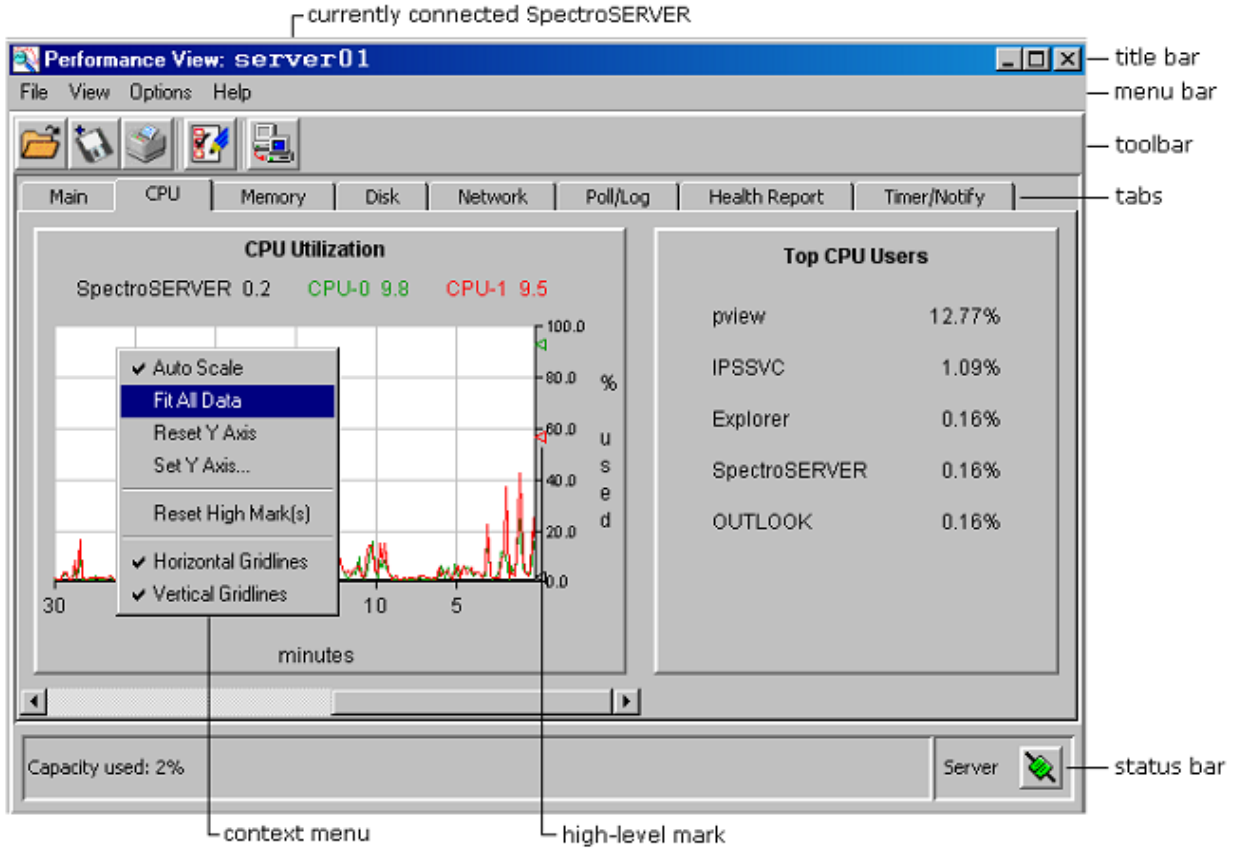 currently connected SpectroSERVER
Performance View: server01
title bar
File View Options Help
menu bar
toolbar
Main CPU Memory Disk Network Poll/Log Health Report Timer/Notify
tabs
CPU Utilization
SpectroSERVER 0.2 CPU-0 9.8 CPU-1 9.5
100.0
80.0
60.0
40.0
20.0
0.0
% used
Auto Scale
Fit All Data
Reset Y Axis
Set Y Axis...
Reset High Mark(s)
Horizontal Gridlines
Vertical Gridlines
30 10 5
minutes
Top CPU Users
pview 12.77%
IPSSVC 1.09%
Explorer 0.16%
SpectroSERVER 0.16%
OUTLOOK 0.16%
Capacity used: 2%
Server
status bar
context menu
high-level mark